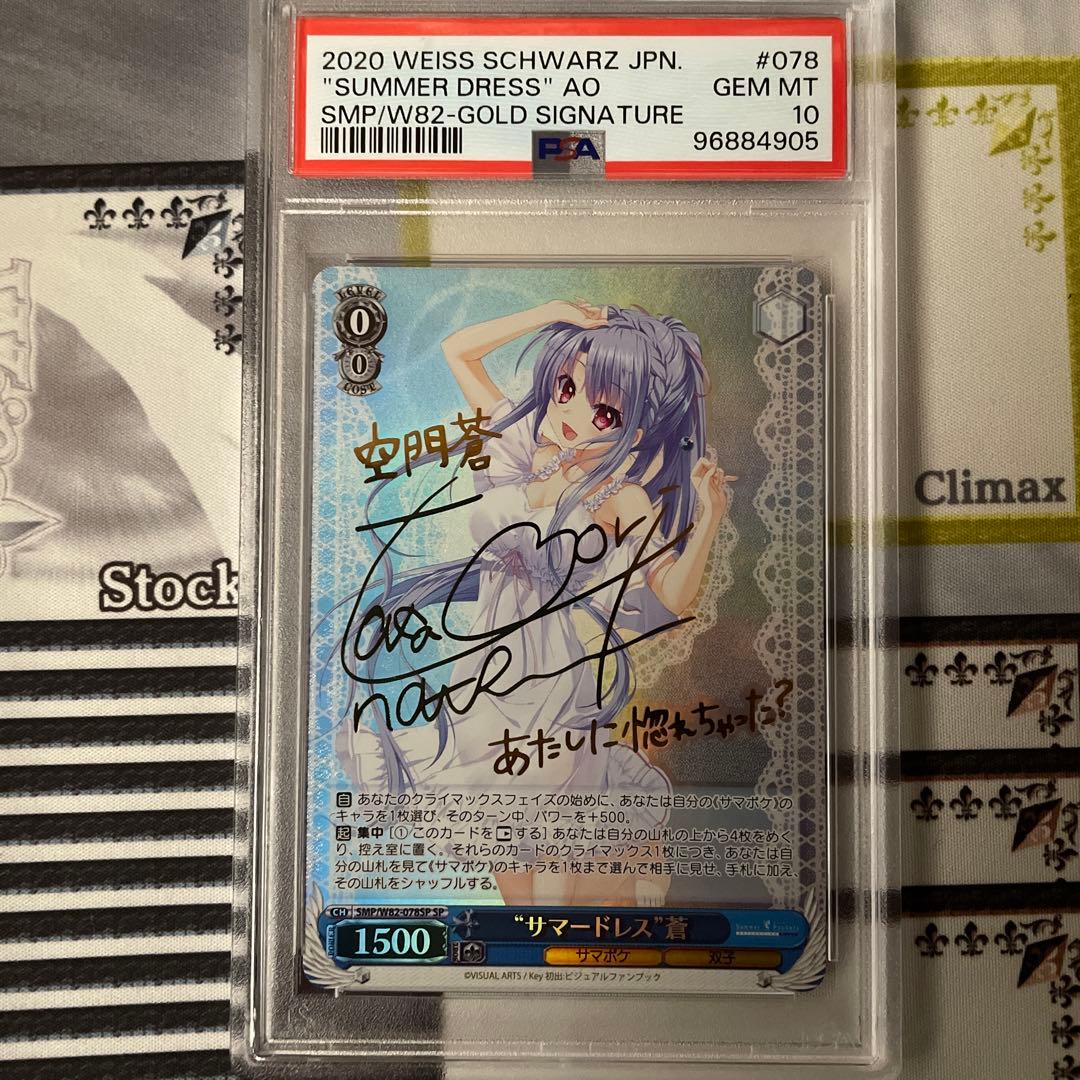 2020 WEISS SCHWARZ JPN. #078
"SUMMER DRESS" AO GEM MT
SMP/W82-GOLD SIGNATURE 10
96884905
PSA
LEVEL
0
0
COST
空門蒼
あたしに惚れちゃった?
自 あなたのクライマックスフェイズの始めに、あなたは自分の《サマポケ》の
キャラを1枚選び、そのターン中、パワーを+500。
起 集中 [① このカードを する] あなたは自分の山札の上から4枚をめく
り、控え室に置く。それらのカードのクライマックス1枚につき、あなたは自
分の山札を見て《サマポケ》のキャラを1枚まで選んで相手に見せ、手札に加え、
その山札をシャッフルする。
CH SMP/W82-078SP SP
1500
“サマードレス”蒼
Summer Pockets
サマポケ 双子
©VISUAL ARTS / Key 初出:ビジュアルファンブック
Stock
Climax